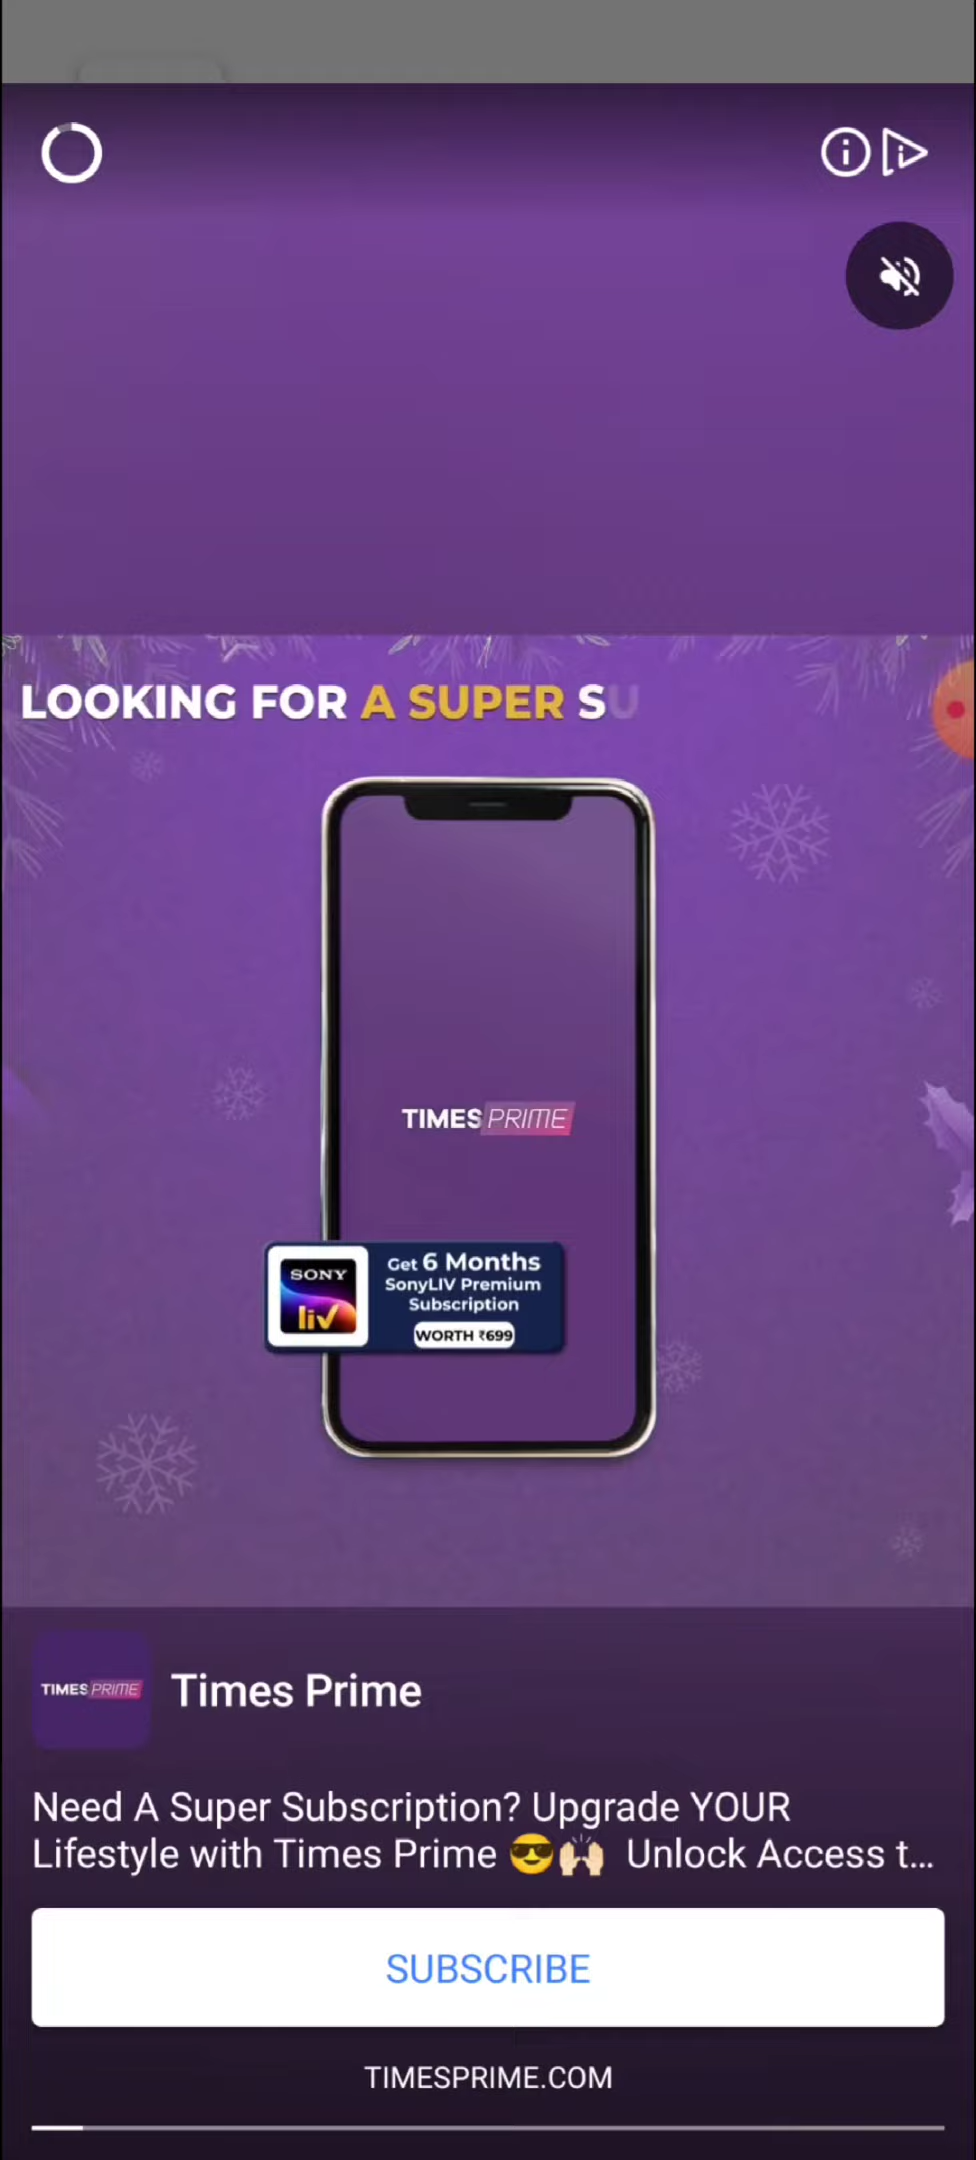 LOOKING FOR A SUPER SU
TIMES PRIME
SONY
liv
Get 6 Months
SonyLIV Premium
Subscription
WORTH ₹699
TIMES PRIME
Times Prime
Need A Super Subscription? Upgrade YOUR
Lifestyle with Times Prime 😎🙌🏻 Unlock Access t...
SUBSCRIBE
TIMESPRIME.COM